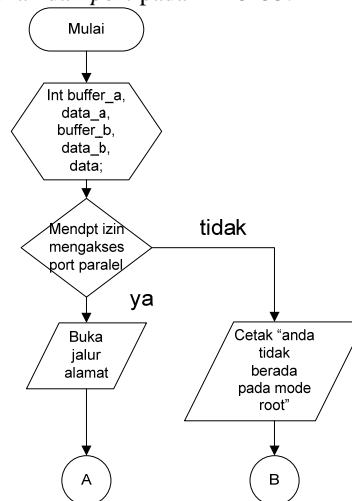 port pada
Mulai
Int buffer_a,
data_a,
buffer_b,
data_b,
data;
Mendpt izin
mengakses
port paralel
tidak
ya
Buka
jalur
alamat
Cetak “anda
tidak
berada
pada mode
root”
A
B